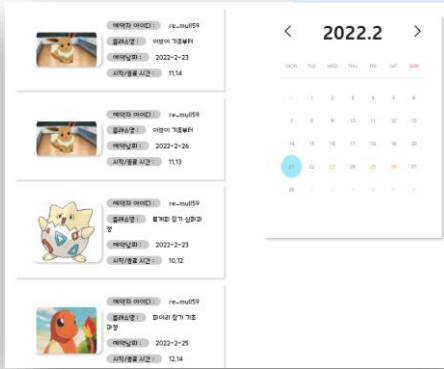 예약자 아이디 : re_mull59
클래스명 : 이브이 기초부터
예약날짜 : 2022-2-23
시작/종료 시간 : 11,14
예약자 아이디 : re_mull59
클래스명 : 이브이 기초부터
예약날짜 : 2022-2-26
시작/종료 시간 : 11,13
예약자 아이디 : re_mull59
클래스명 : 토게피 장기 심화과
정
예약날짜 : 2022-2-23
시작/종료 시간 : 10,12
예약자 아이디 : re_mull59
클래스명 : 파이리 장기 기초
과정
예약날짜 : 2022-2-25
시작/종료 시간 : 12,14
< 2022.2 >
MON TUE WED THU FRI SAT SUN
1 2 3 4 5 6
7 8 9 10 11 12 13
14 15 16 17 18 19 20
21 22 23 24 25 26 27
28